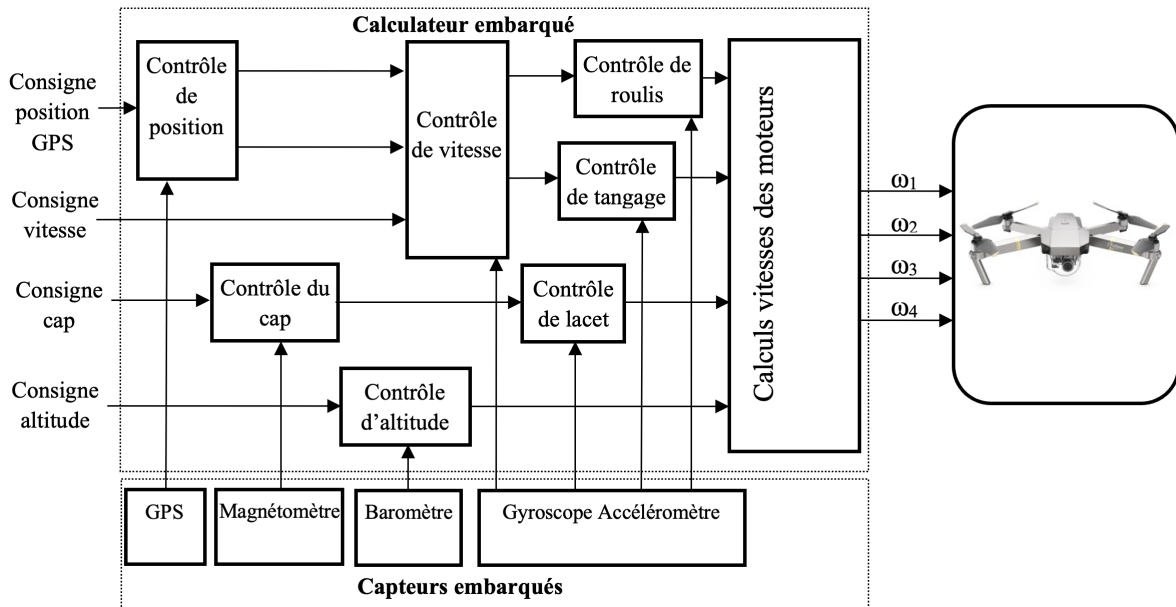 Calculateur embarqué
Consigne
position
GPS
Contrôle
de
position
Contrôle
de vitesse
Contrôle de
roulis
Contrôle
de tangage
Calculs vitesses des moteurs
Consigne
vitesse
Consigne
cap
Contrôle du
cap
Contrôle
de lacet
Consigne
altitude
Contrôle
d’altitude
ω1
ω2
ω3
ω4
GPS
Magnétomètre
Baromètre
Gyroscope Accéléromètre
Capteurs embarqués